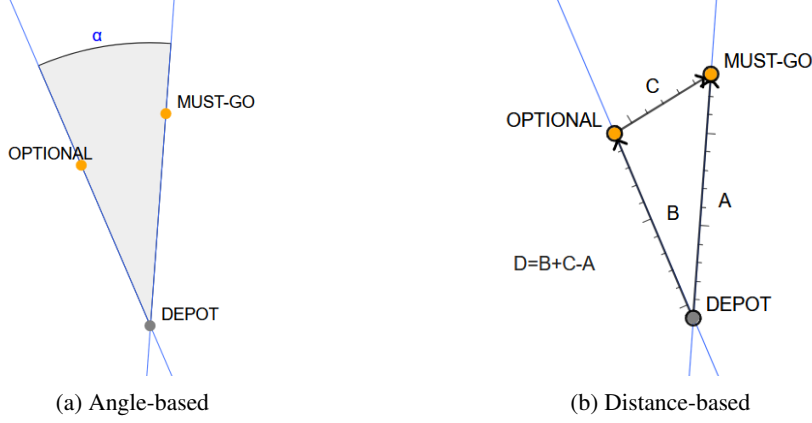 α
MUST-GO
OPTIONAL
DEPOT
(a) Angle-based
MUST-GO
C
OPTIONAL
A
B
D=B+C-A
DEPOT
(b) Distance-based